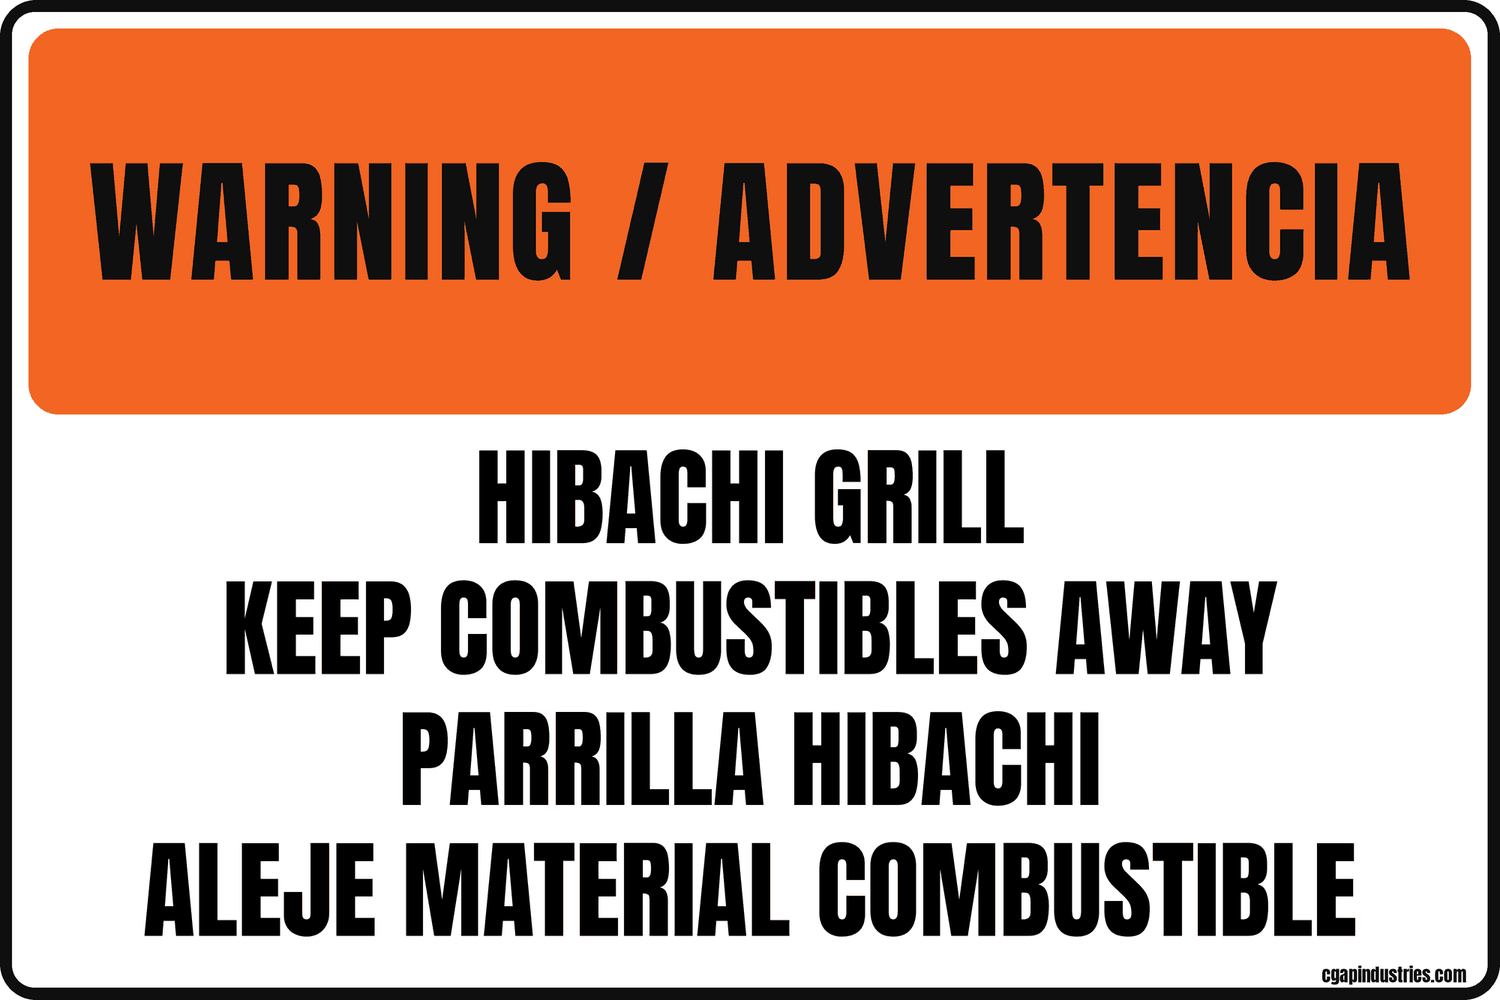 WARNING / ADVERTENCIA
HIBACHI GRILL
KEEP COMBUSTIBLES AWAY
PARRILLA HIBACHI
ALEJE MATERIAL COMBUSTIBLE
cgapindustries.com